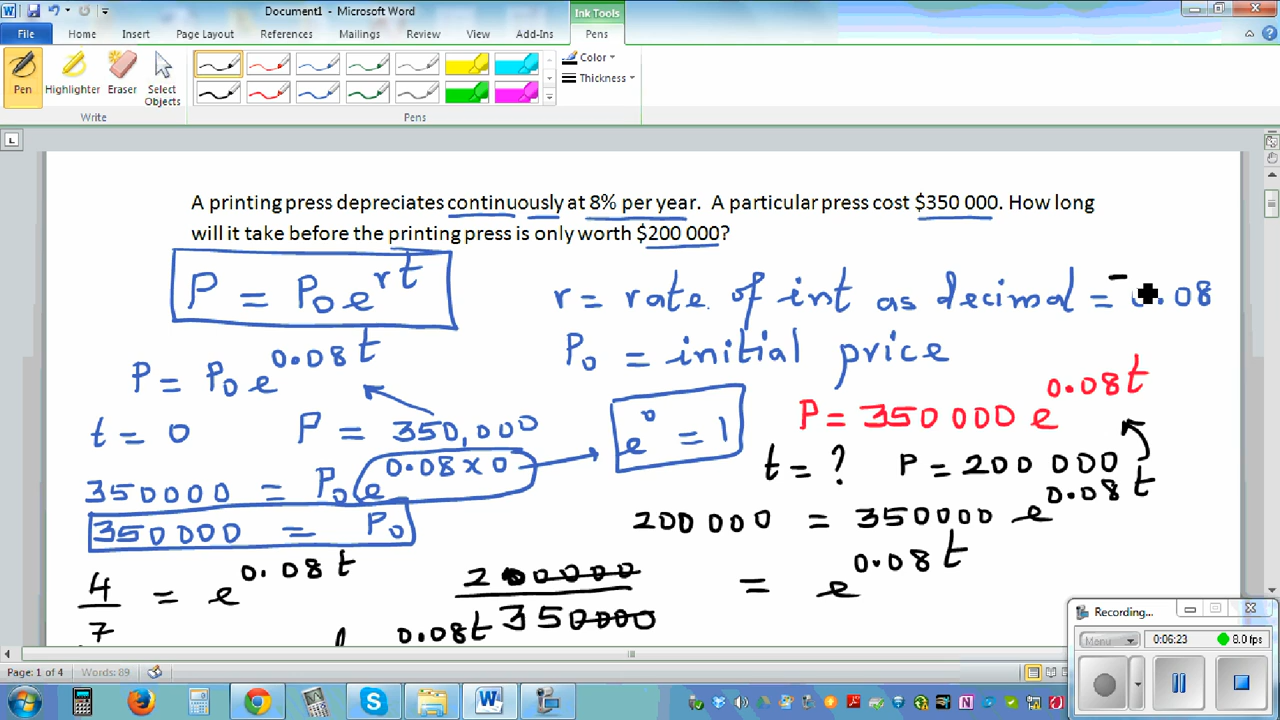 Document1 - Microsoft Word
Ink Tools
File Home Insert Page Layout References Mailings Review View Add-Ins Pens
Pen Highlighter Eraser Select Objects
Color
Thickness
Write Pens
A printing press depreciates continuously at 8% per year. A particular press cost $350 000. How long
will it take before the printing press is only worth $200 000?
P = P₀e^rt
r = rate of int as decimal = -0.08
P = P₀e^0.08t
P₀ = initial price
P = 350 000 e^0.08t
t = 0 P = 350,000
e^0 = 1
t = ? P = 200 000
350000 = P₀e^0.08×0
200 000 = 350000 e^0.08t
350 000 = P₀
4/7 = e^0.08t
200000/350000 = e^0.08t
0.08t
Recording...
Menu 0:06:23 8.0 fps
Page: 1 of 4 Words: 89